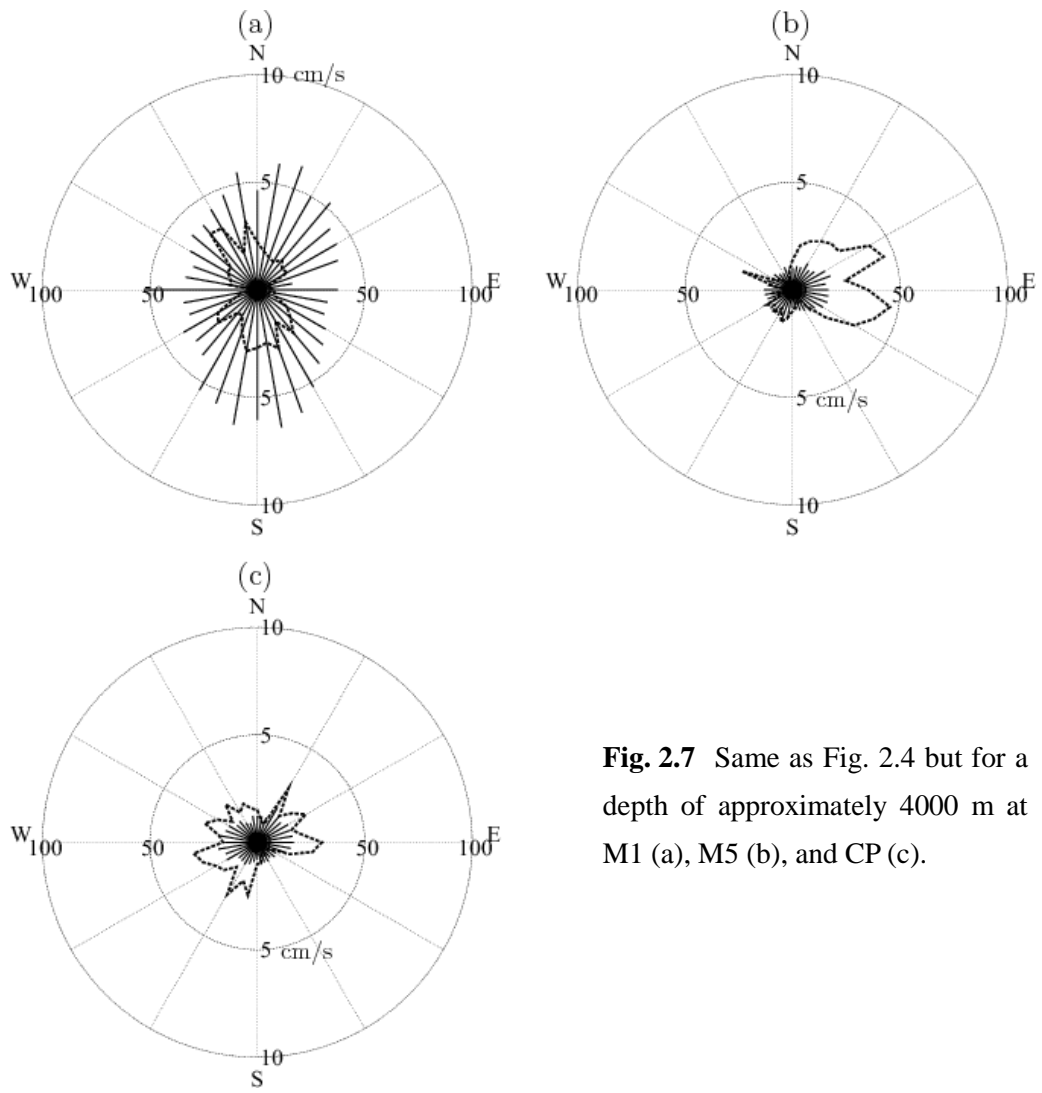 (a)
N
10 cm/s
5
W 100 50 50 100 E
5
10
S
(b)
N
10
5
W 100 50 50 100 E
5 cm/s
10
S
(c)
N
10
5
W 100 50 50 100 E
5 cm/s
10
S
Fig. 2.7 Same as Fig. 2.4 but for a
depth of approximately 4000 m at
M1 (a), M5 (b), and CP (c).